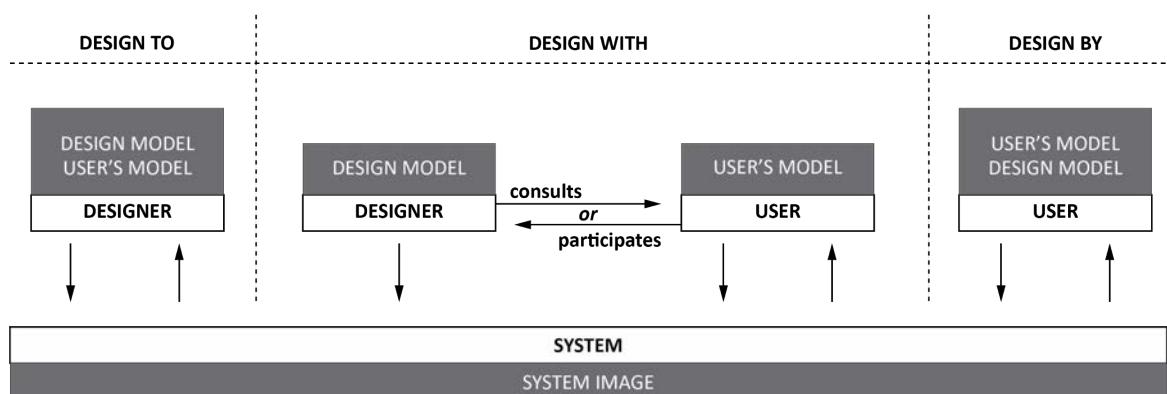 DESIGN TO
DESIGN WITH
DESIGN BY
DESIGN MODEL
USER'S MODEL
DESIGNER
DESIGN MODEL
DESIGNER
consults
or
participates
USER'S MODEL
USER
USER'S MODEL
DESIGN MODEL
USER
SYSTEM
SYSTEM IMAGE